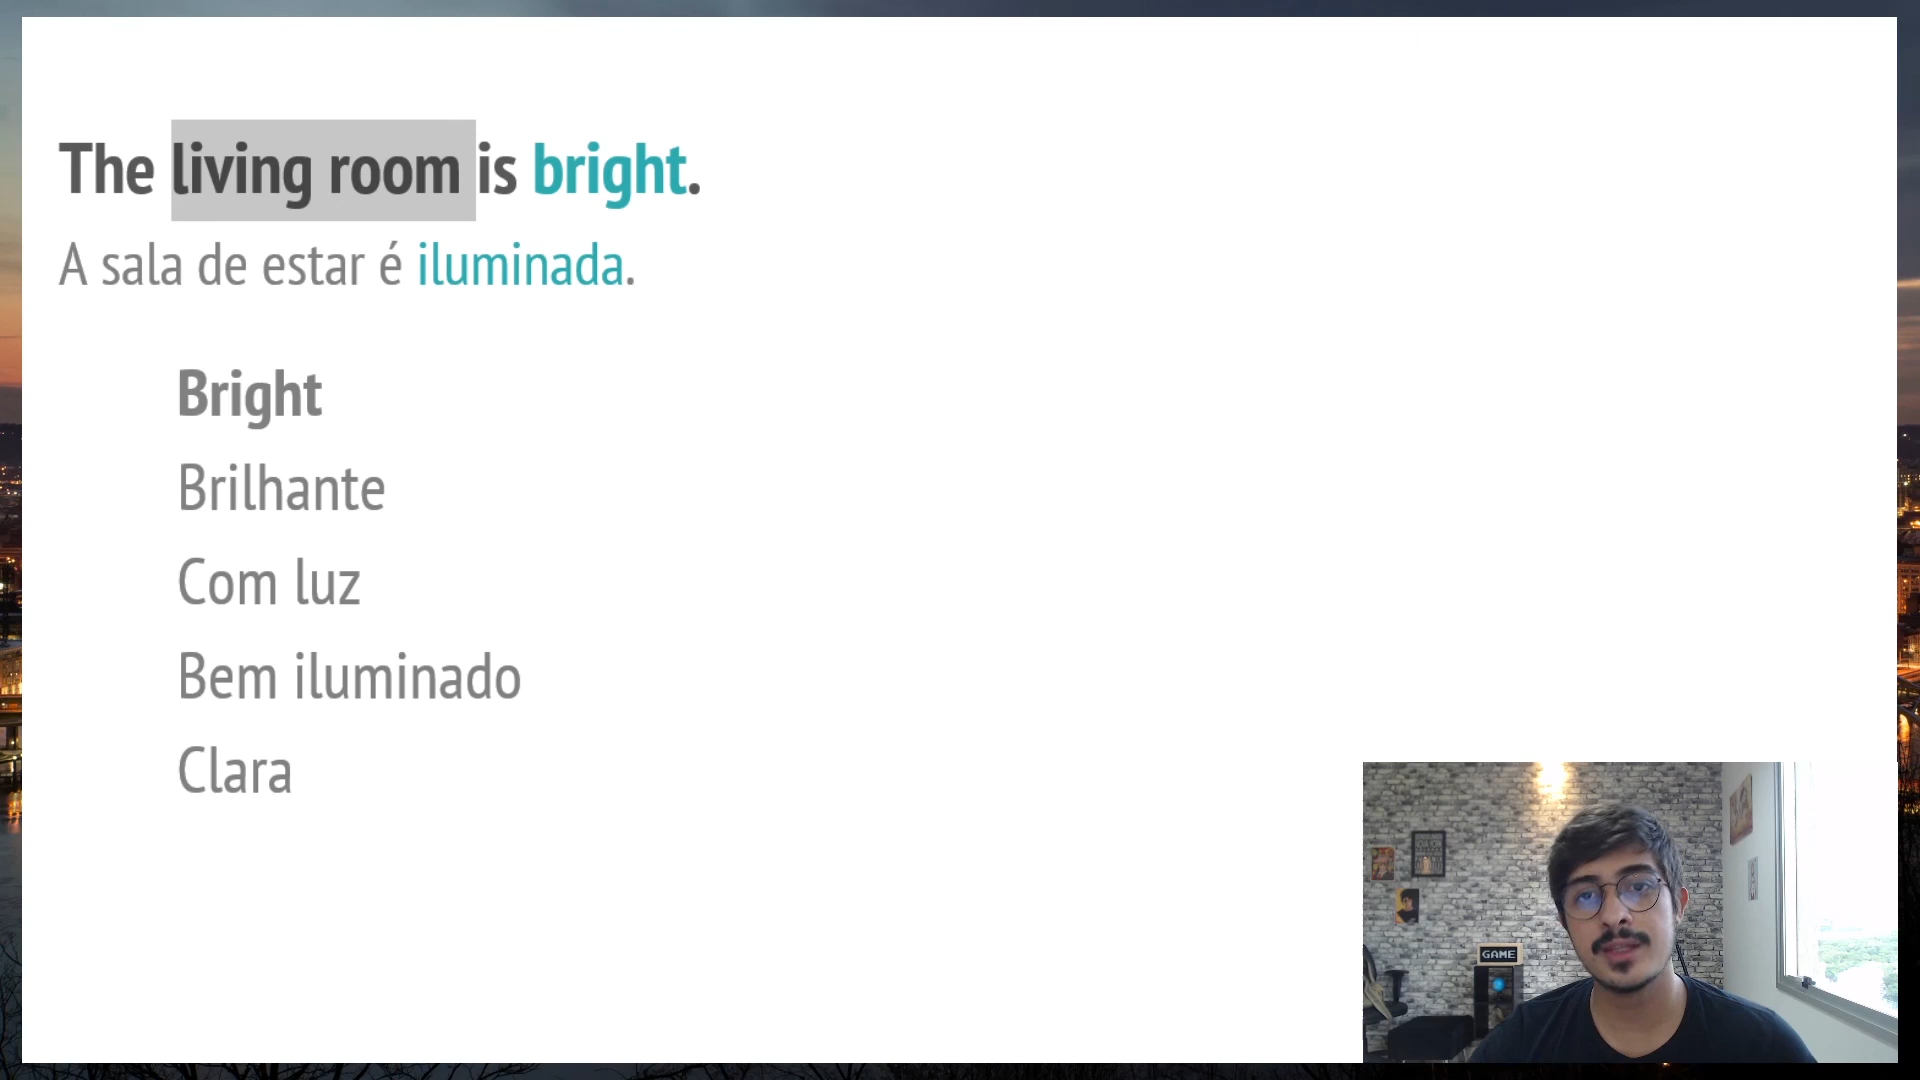 The living room is bright.
A sala de estar é iluminada.
Bright
Brilhante
Com luz
Bem iluminado
Clara
GAME